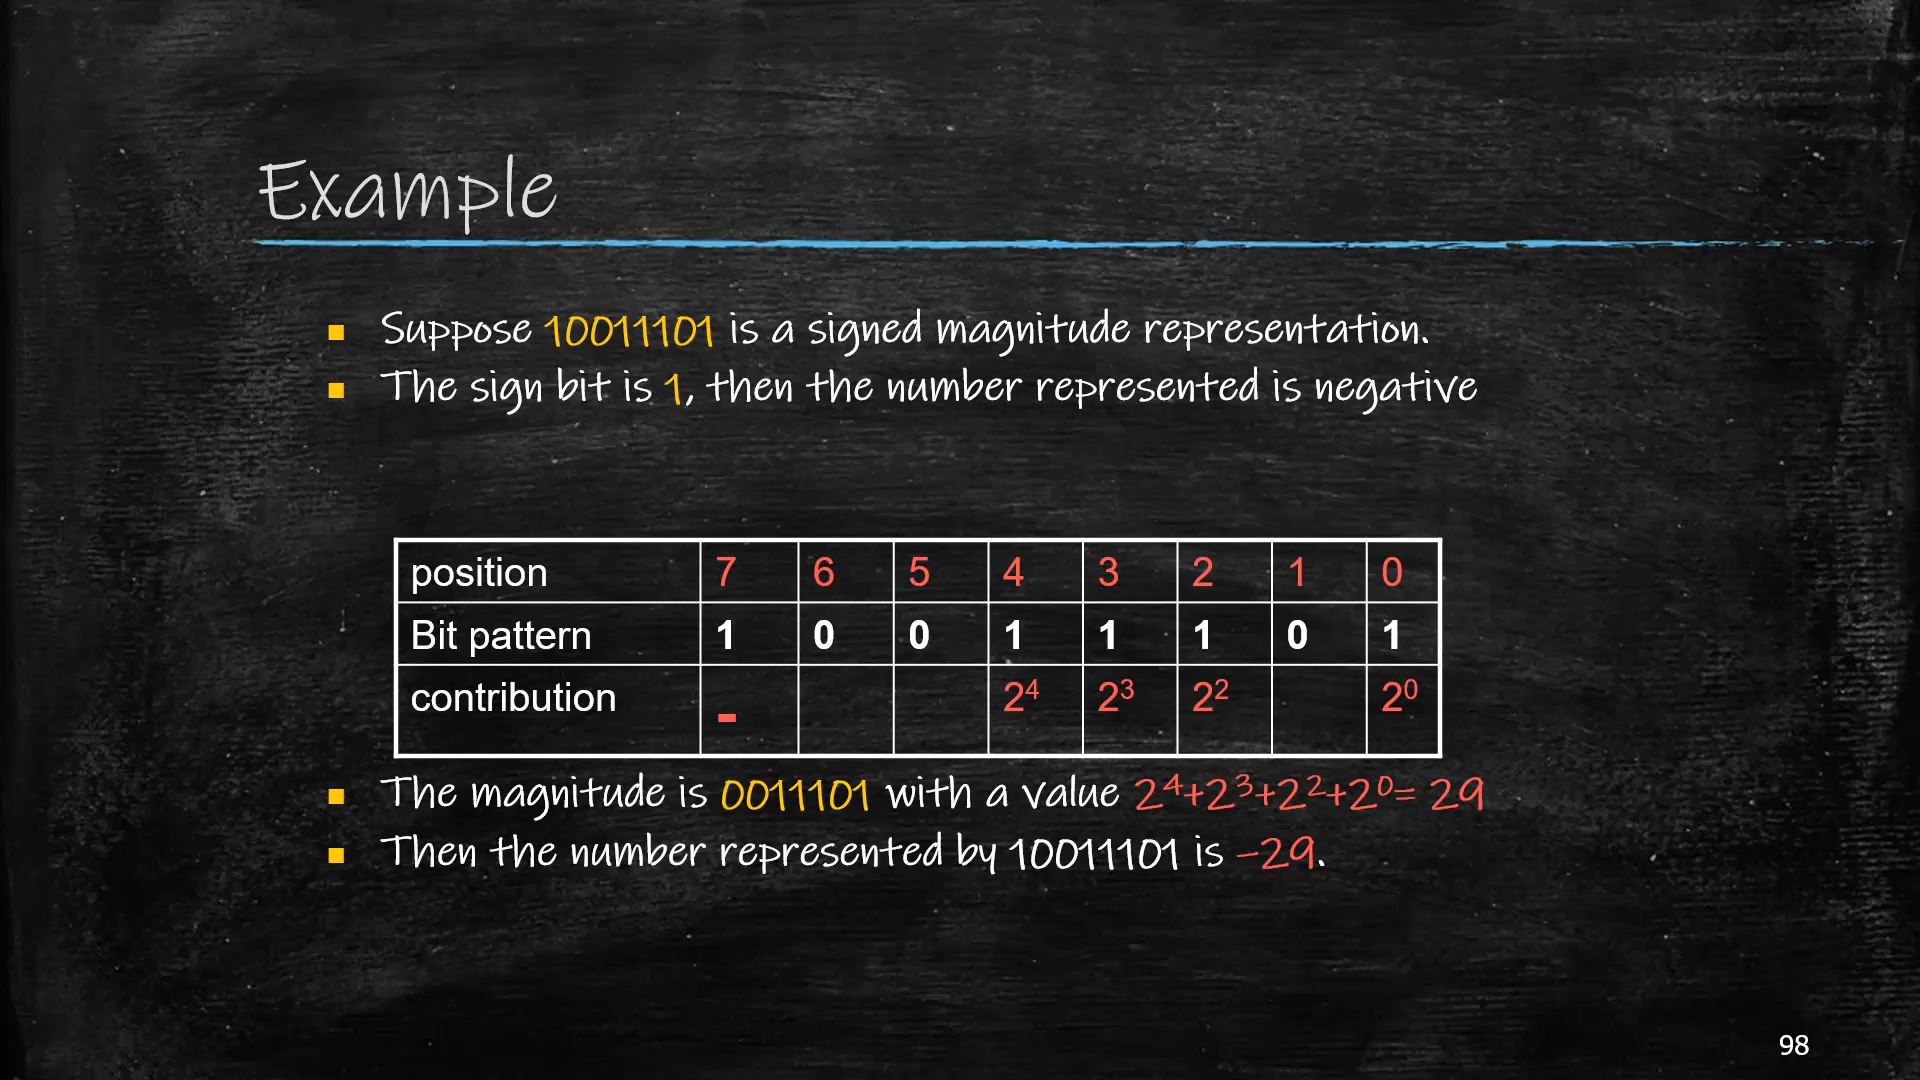 Example
Suppose 10011101 is a signed magnitude representation.
The sign bit is 1, then the number represented is negative
position 7 6 5 4 3 2 1 0
Bit pattern 1 0 0 1 1 1 0 1
contribution - 2⁴ 2³ 2² 2⁰
The magnitude is 0011101 with a value 2⁴+2³+2²+2⁰= 29
Then the number represented by 10011101 is -29.
98